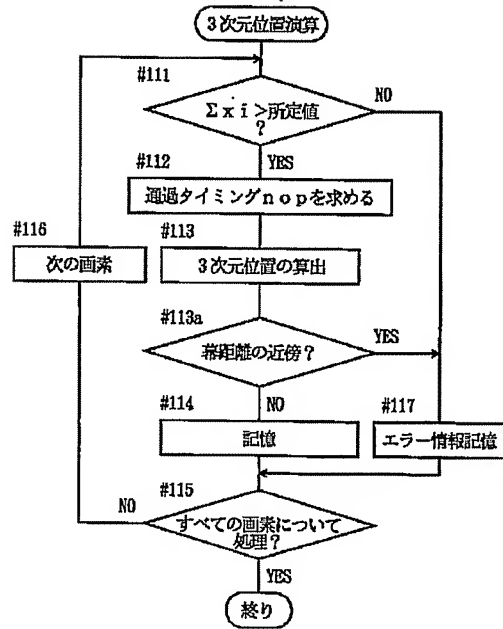 3次元位置演算
#111
Σxi>所定値
?
NO
YES
#112
通過タイミングnopを求める
#116
次の画素
#113
3次元位置の算出
#113a
幕距離の近傍?
YES
NO
#114
記憶
#117
エラー情報記憶
#115
すべての画素について
処理?
NO
YES
終り